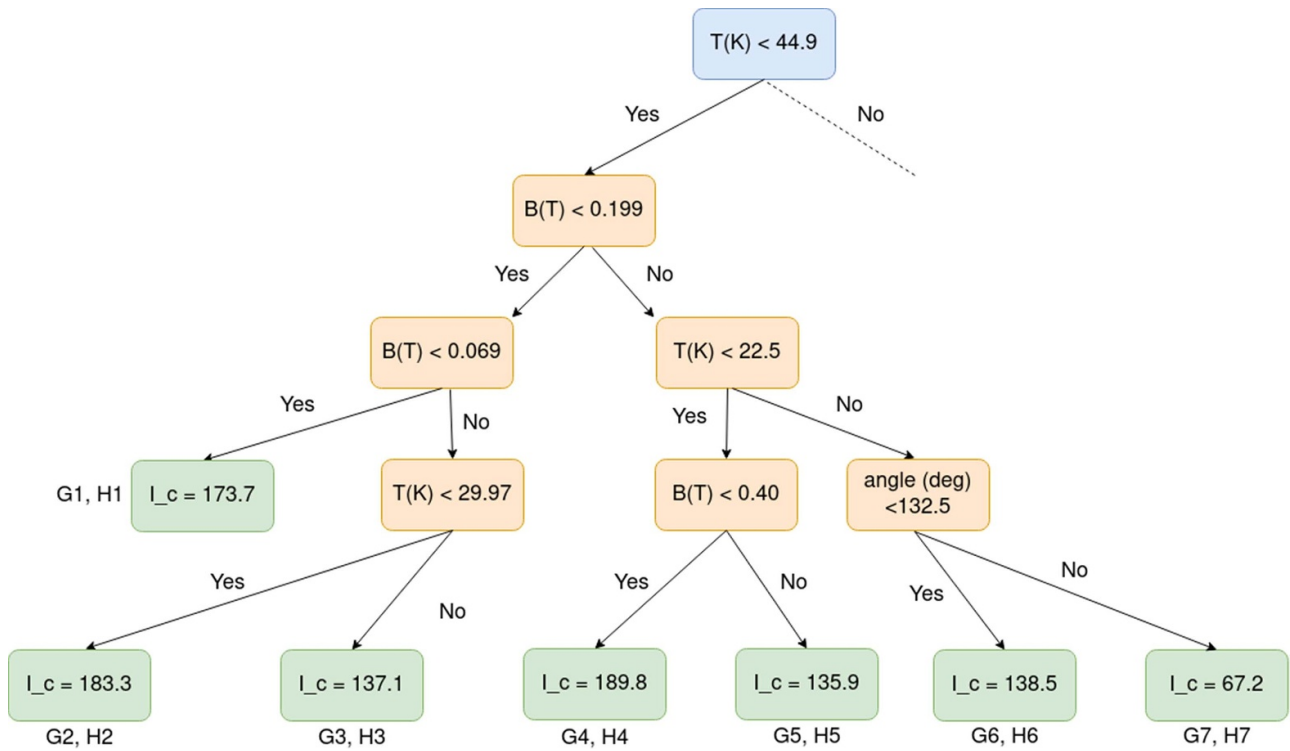 T(K) < 44.9
Yes
No
B(T) < 0.199
Yes
No
B(T) < 0.069
T(K) < 22.5
Yes
No
Yes
No
G1, H1
I_c = 173.7
T(K) < 29.97
B(T) < 0.40
angle (deg)
<132.5
Yes
No
Yes
No
Yes
No
I_c = 183.3
I_c = 137.1
I_c = 189.8
I_c = 135.9
I_c = 138.5
I_c = 67.2
G2, H2
G3, H3
G4, H4
G5, H5
G6, H6
G7, H7